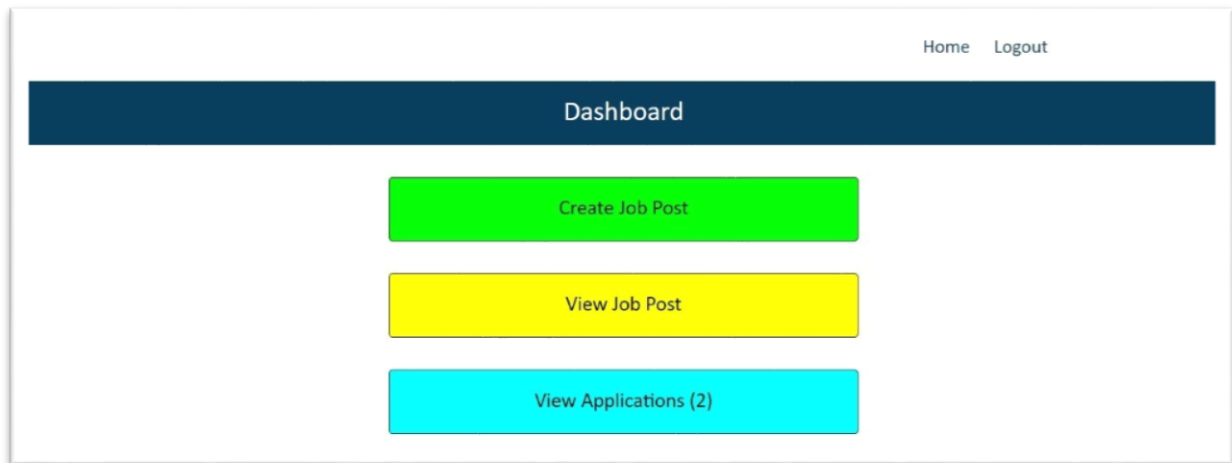 Home Logout
Dashboard
Create Job Post
View Job Post
View Applications (2)